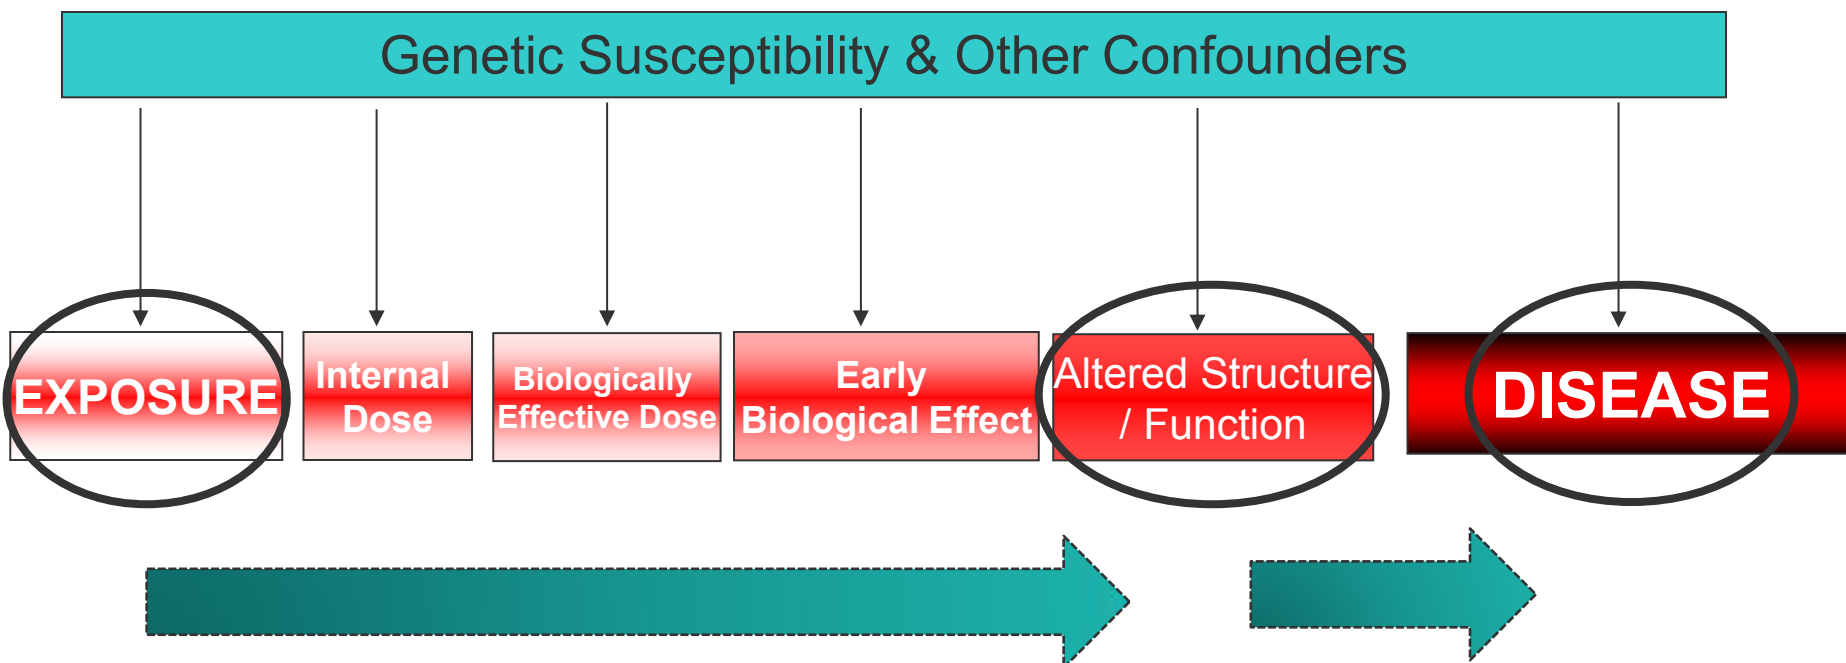 Genetic Susceptibility & Other Confounders
EXPOSURE
Internal
Dose
Biologically
Effective Dose
Early
Biological Effect
Altered Structure
/ Function
DISEASE